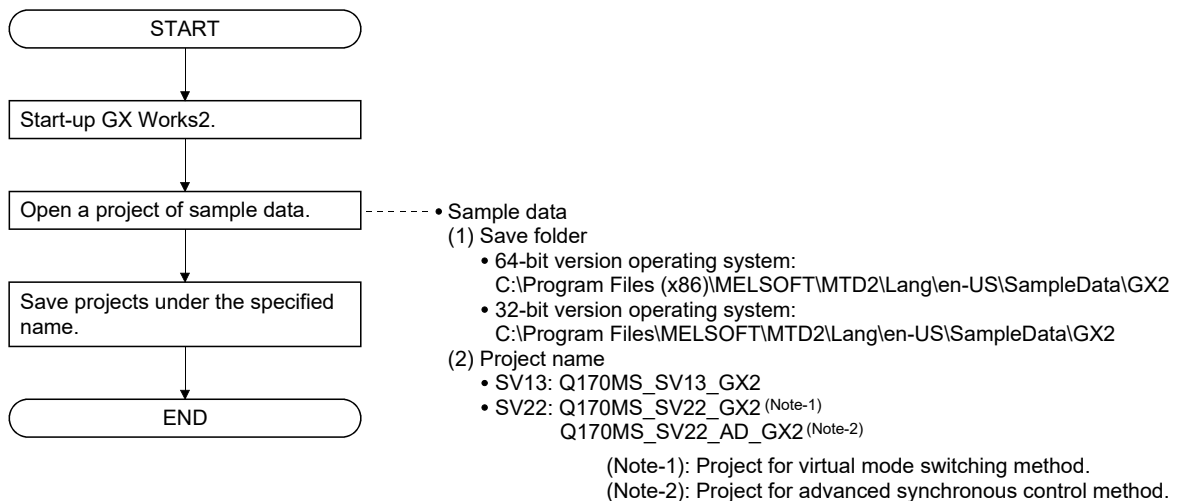 START
Start-up GX Works2.
Open a project of sample data.
• Sample data
(1) Save folder
• 64-bit version operating system:
C:\Program Files (x86)\MELSOFT\MTD2\Lang\en-US\SampleData\GX2
• 32-bit version operating system:
C:\Program Files\MELSOFT\MTD2\Lang\en-US\SampleData\GX2
(2) Project name
• SV13: Q170MS_SV13_GX2
• SV22: Q170MS_SV22_GX2 (Note-1)
Q170MS_SV22_AD_GX2 (Note-2)
(Note-1): Project for virtual mode switching method.
(Note-2): Project for advanced synchronous control method.
Save projects under the specified
name.
END